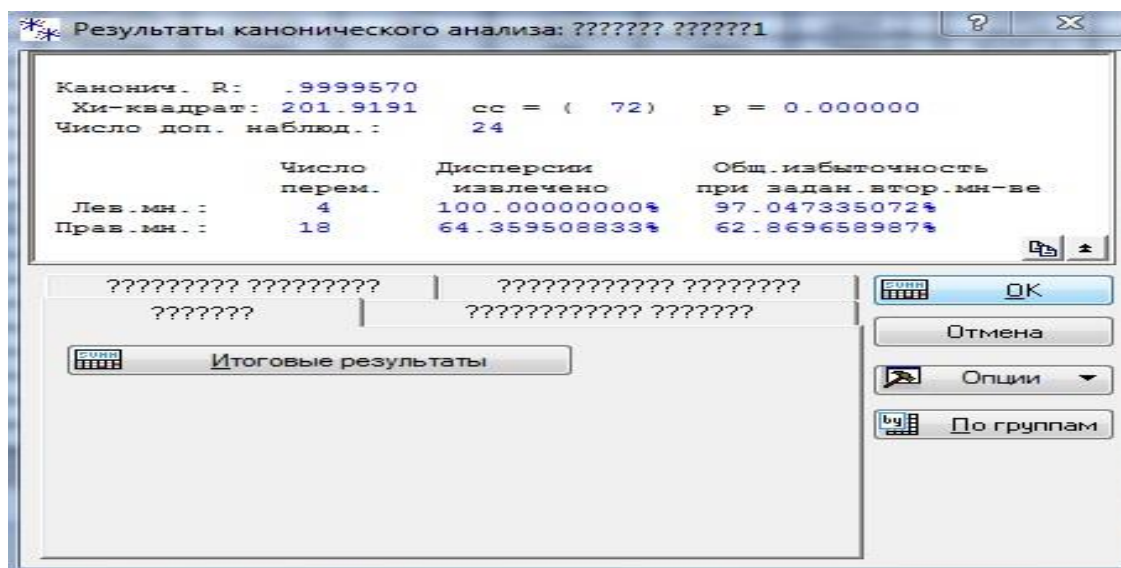 Результаты канонического анализа: ??????? ??????1
Канонич. R: .9999570
Хи-квадрат: 201.9191 сс = ( 72) p = 0.000000
Число доп. наблюд.: 24
Число Дисперсии Общ.избыточность
перем. извлечено при задан.втор.мн-ве
Лев.мн.: 4 100.00000000% 97.047335072%
Прав.мн.: 18 64.359508833% 62.869658987%
????????? ????????? ???????????? ????????
??????? ???????????? ???????
Итоговые результаты
OK
Отмена
Опции
По группам